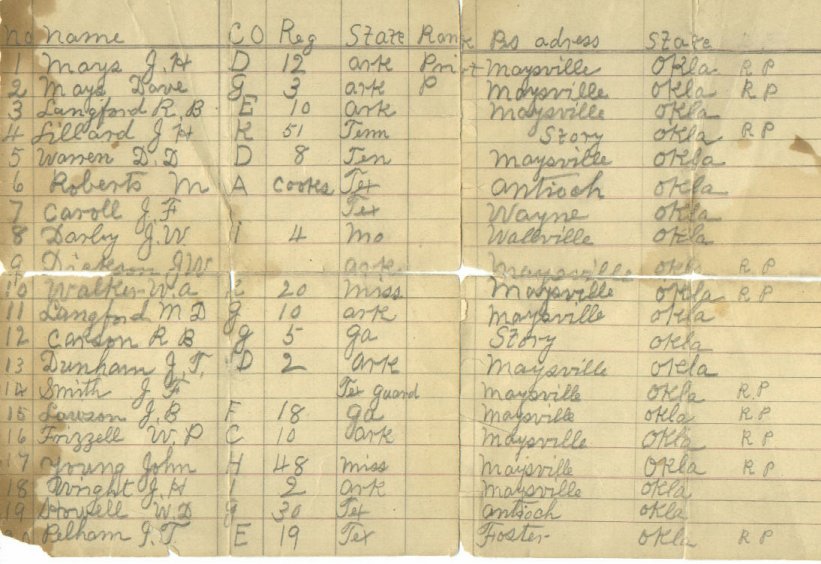 no name CO Reg State Rank Po adress State
1 Mays J.H D 12 ark Privt Maysville Okla R P
2 Mays Dave g 3 ark P Maysville Okla R P
3 Langford R. B E 10 ark Maysville Okla
4 Lillard J H K 51 Tenn Story Okla R P
5 Warren D. D D 8 Ten Maysville Okla
6 Roberts M A Cooks Tex antioch Okla
7 Caroll J. F Tex Wayne Okla
8 Darby J. W. I 4 Mo Wallville Okla
9 Dickson J W ark Maysville Okla R P
10 Walker W. a 20 Miss Maysville Okla R P
11 Langford M D g 10 ark Maysville Okla
12 Carson R B g 5 ga Story Okla
13 Dunham J. T. D 2 ark Maysville Okla
14 Smith J F Tex guard Maysville Okla R P
15 Lawson J. B F 18 ga Maysville Okla R P
16 Frizzell W. P C 10 ark Maysville Okla R P
17 Young John H 48 Miss Maysville Okla R P
18 Wright J. H I 2 ark Maysville Okla
19 W. D g 30 Tex antioch Okla
Pelham J. T E 19 Tex Foster Okla R P